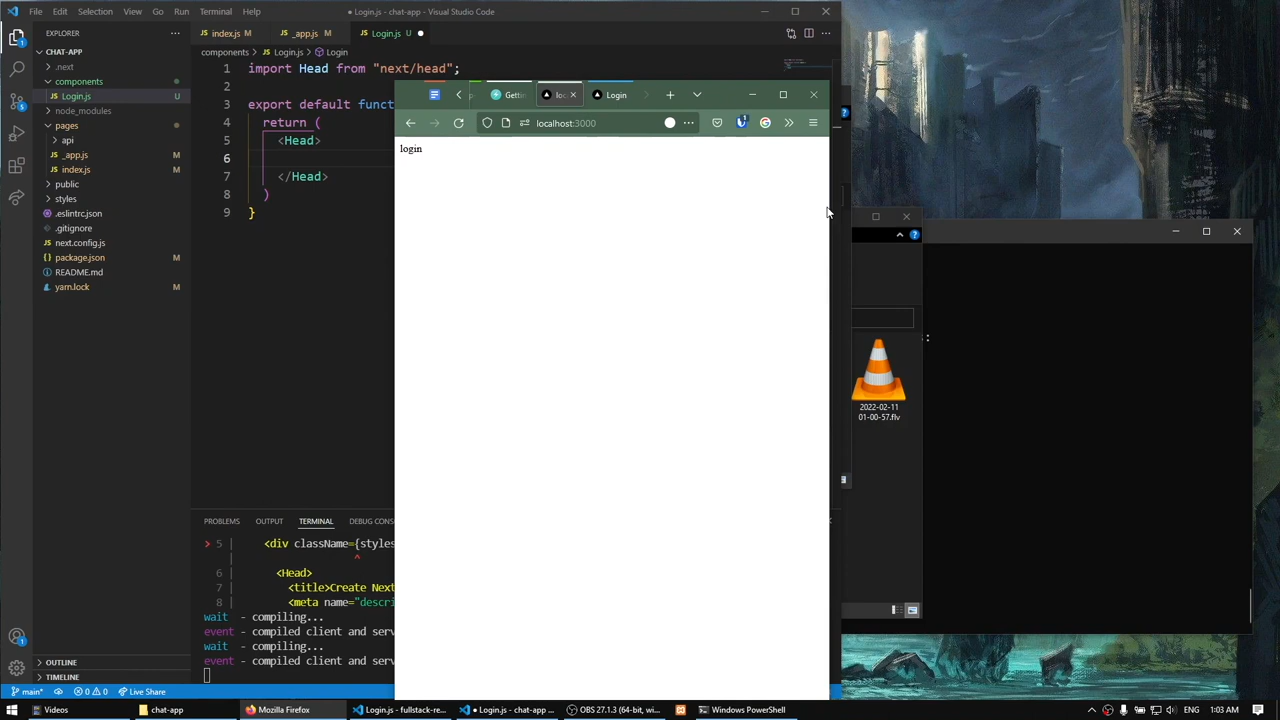 File Edit Selection View Go Run Terminal Help
● Login.js - chat-app - Visual Studio Code
EXPLORER
CHAT-APP
.next
components
Login.js U
node_modules
pages
api
_app.js M
index.js M
public
styles
.eslintrc.json
.gitignore
next.config.js
package.json M
README.md
yarn.lock M
OUTLINE
TIMELINE
index.js M
_app.js M
Login.js U
components > Login.js > Login
1 import Head from "next/head";
2
3 export default funct
4 return (
5 <Head>
6
7 </Head>
8 )
9 }
PROBLEMS OUTPUT TERMINAL DEBUG CONS
> 5 | <div className={styles
| ^
6 | <Head>
7 | <title>Create Next
8 | <meta name="descri
wait - compiling...
event - compiled client and serv
wait - compiling...
event - compiled client and serv
main* 0 0 Live Share
Gettin
loc
Login
localhost:3000
login
2022-02-11
01-00-57.flv
Videos
chat-app
Mozilla Firefox
Login.js - fullstack-re...
● Login.js - chat-app ...
OBS 27.1.3 (64-bit, wi...
Windows PowerShell
ENG
1:03 AM